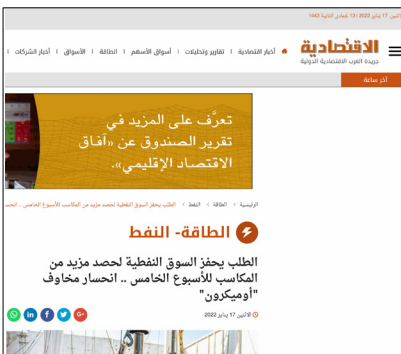 الاثنين 17 يناير 2022 / 13 جمادى الثانية 1443
الاقتصادية
جريدة العرب الاقتصادية الدولية
أخبار اقتصادية | تقارير وتحليلات | أسواق الأسهم | الطاقة | الأسواق | أخبار الشركات |
آخر ساعة
تعرَّف على المزيد في
تقرير الصندوق عن «آفاق
الاقتصاد الإقليمي».
الرئيسية > الطاقة > النفط > الطلب يحفز السوق النفطية لحصد مزيد من المكاسب للأسبوع الخامس .. انحسـ
الطاقة- النفط
الطلب يحفز السوق النفطية لحصد مزيد من
المكاسب للأسبوع الخامس .. انحسار مخاوف
"أوميكرون"
الاثنين 17 يناير 2022